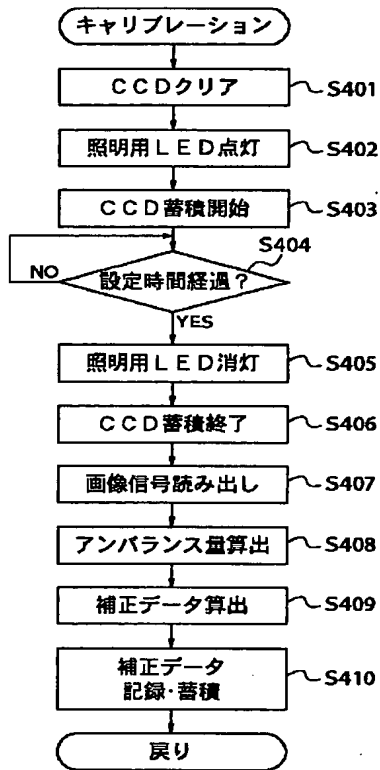 キャリブレーション
CCDクリア
S401
照明用LED点灯
S402
CCD蓄積開始
S403
S404
設定時間経過?
NO
YES
照明用LED消灯
S405
CCD蓄積終了
S406
画像信号読み出し
S407
アンバランス量算出
S408
補正データ算出
S409
補正データ
記録・蓄積
S410
戻り